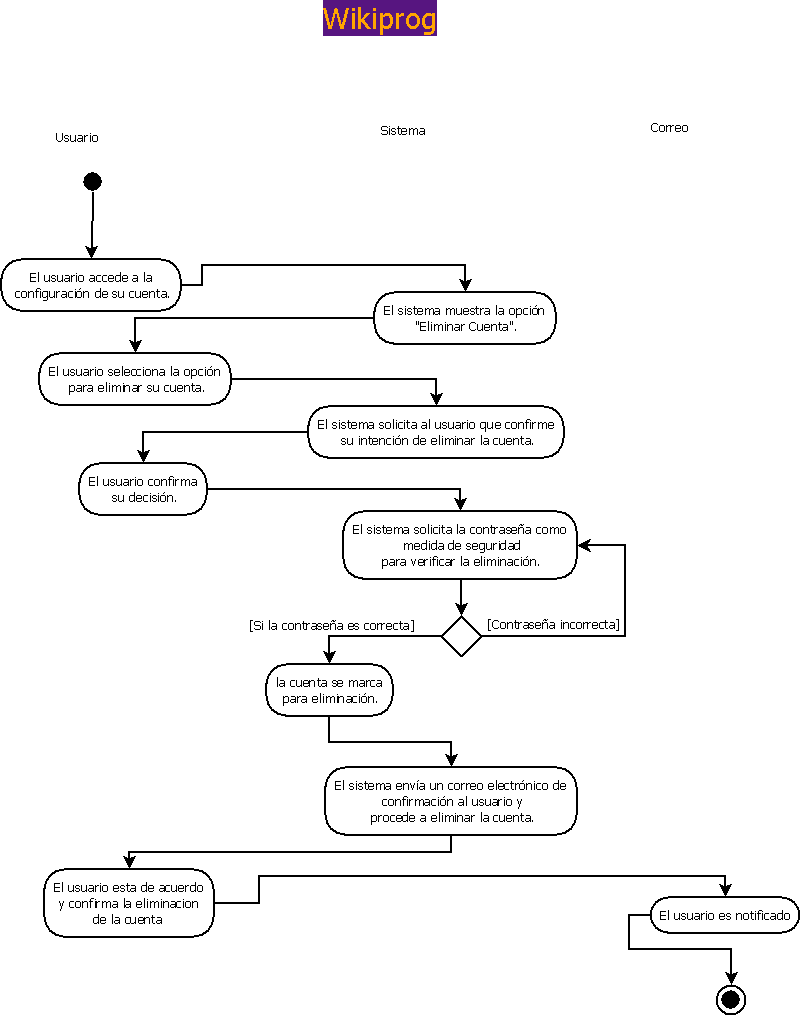 Wikiprog
Usuario
Sistema
Correo
El usuario accede a la
configuración de su cuenta.
El sistema muestra la opción
"Eliminar Cuenta".
El usuario selecciona la opción
para eliminar su cuenta.
El sistema solicita al usuario que confirme
su intención de eliminar la cuenta.
El usuario confirma
su decisión.
El sistema solicita la contraseña como
medida de seguridad
para verificar la eliminación.
[Si la contraseña es correcta]
[Contraseña incorrecta]
la cuenta se marca
para eliminación.
El sistema envía un correo electrónico de
confirmación al usuario y
procede a eliminar la cuenta.
El usuario esta de acuerdo
y confirma la eliminacion
de la cuenta
El usuario es notificado